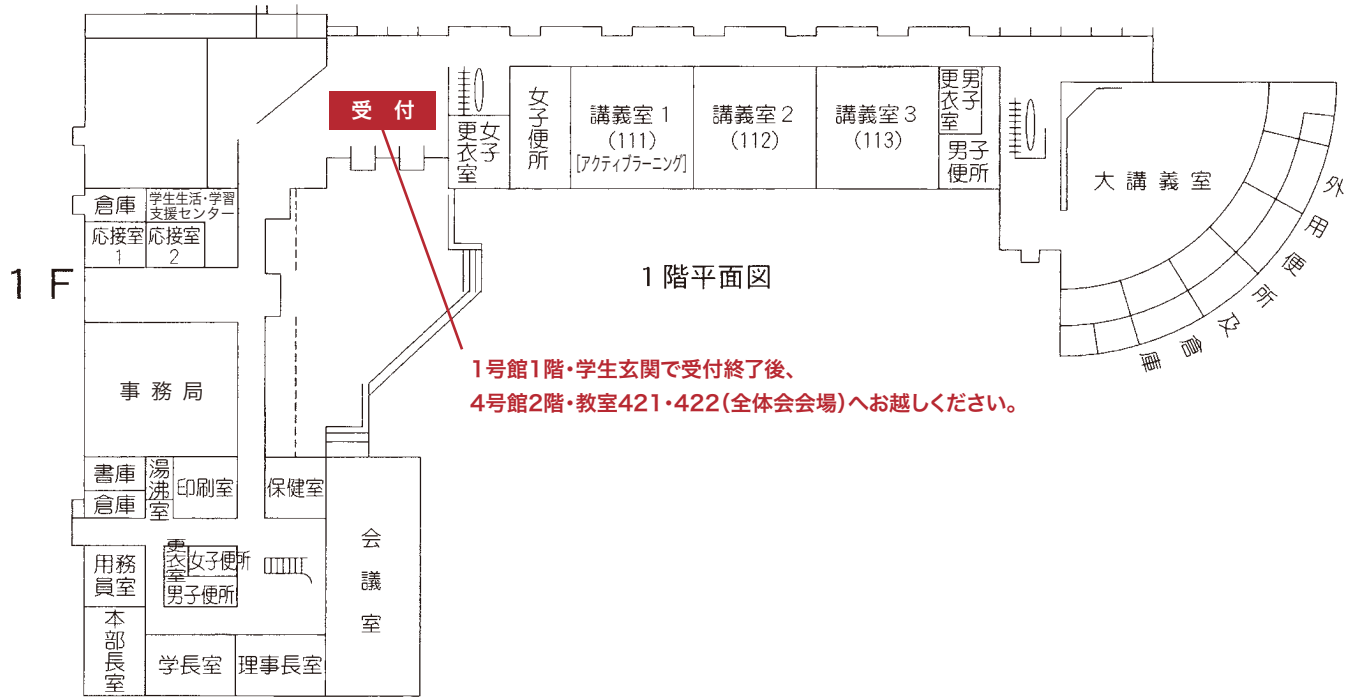 受 付
女子更衣室
女子便所
講義室1
(111)
[アクティブラーニング]
講義室2
(112)
講義室3
(113)
男子更衣室
男子便所
大講義室
外用便所及倉庫
倉庫
学生生活・学習
支援センター
応接室
1
応接室
2
1F
1階平面図
1号館1階・学生玄関で受付終了後、
4号館2階・教室421・422(全体会会場)へお越しください。
事務局
書庫
倉庫
湯沸室
印刷室
保健室
会議室
用務
員室
更衣室
女子便所
男子便所
本部長室
学長室
理事長室